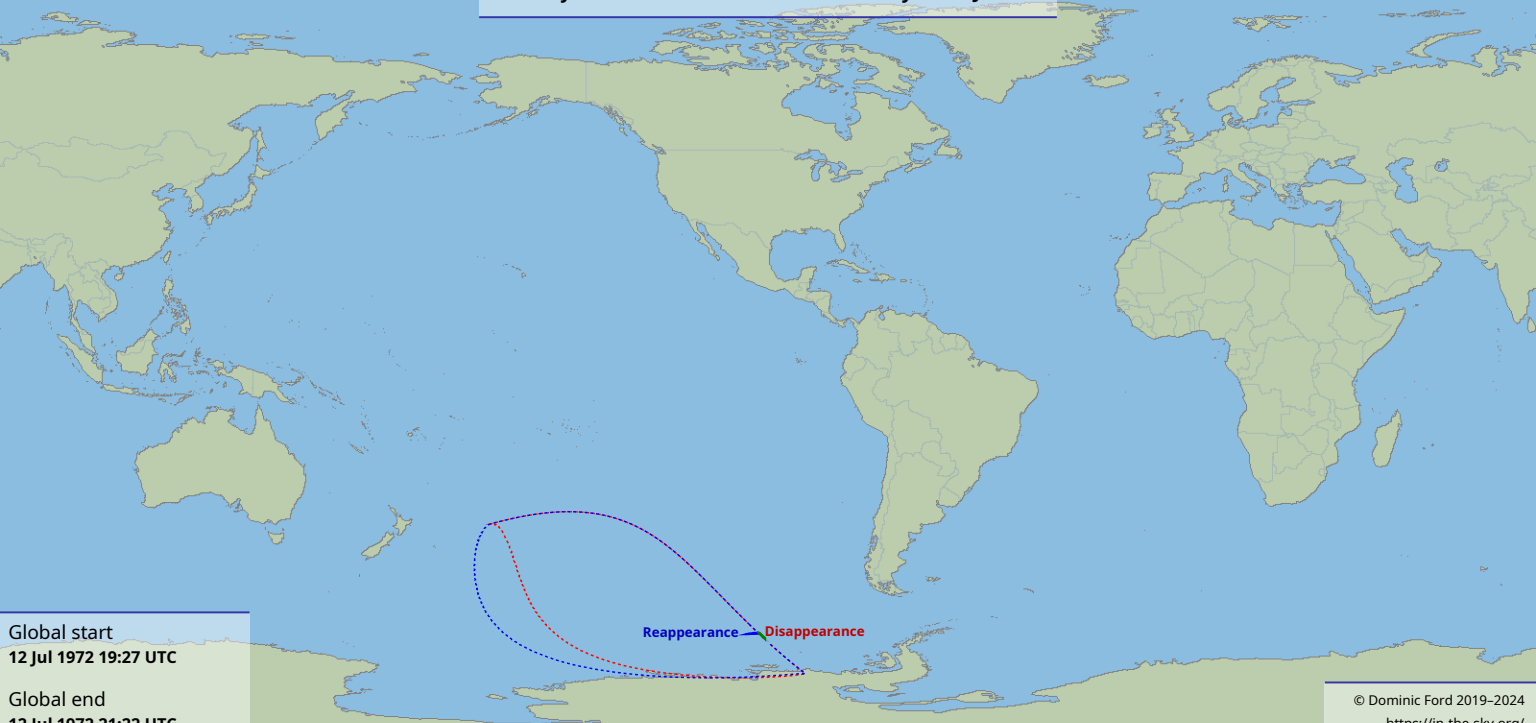 Reappearance Disappearance
Global start
12 Jul 1972 19:27 UTC
Global end
© Dominic Ford 2019–2024